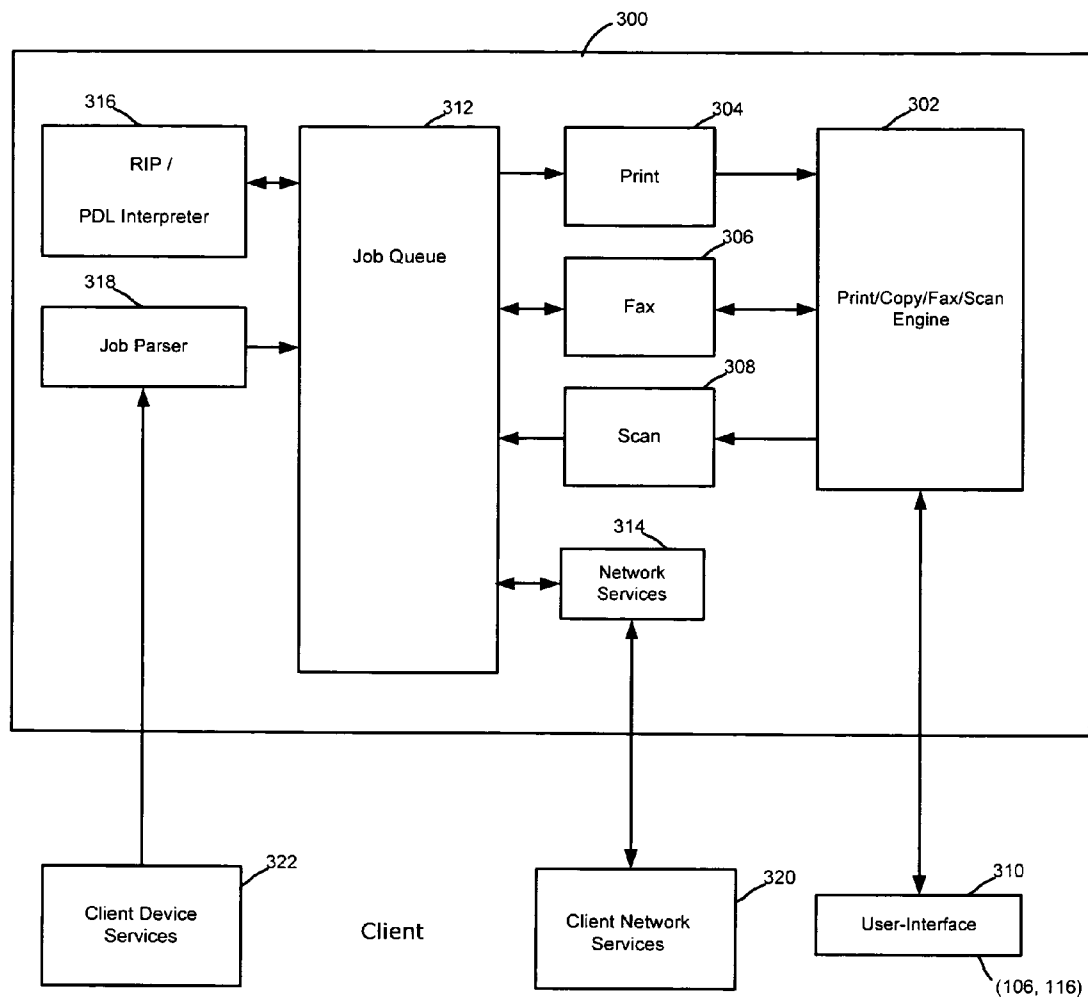 300
316
312
304
302
RIP /
PDL Interpreter
Print
306
Job Queue
Fax
Print/Copy/Fax/Scan
Engine
318
Job Parser
308
Scan
314
Network
Services
322
Client Device
Services
Client
320
Client Network
Services
310
User-Interface
(106, 116)